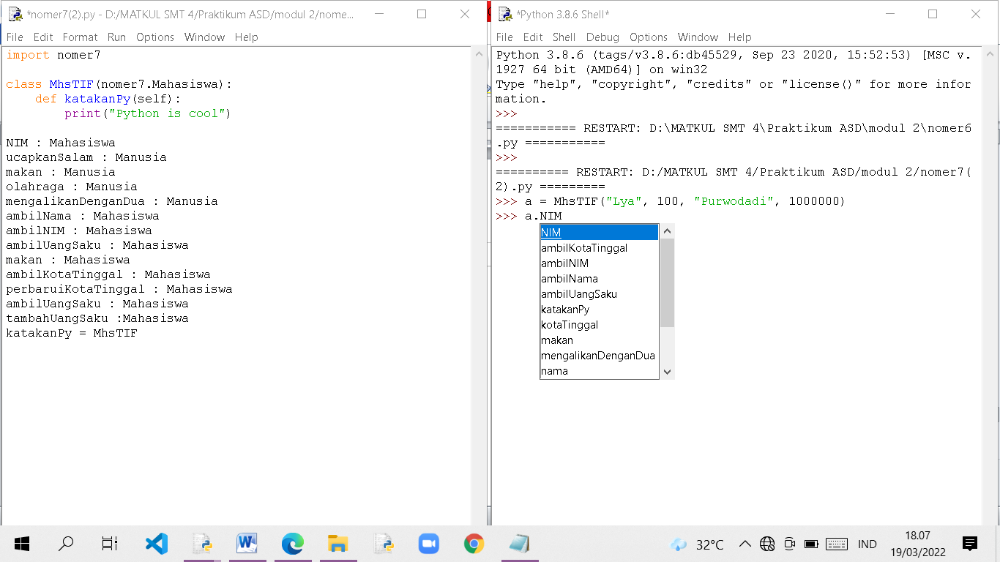 *nomer7(2).py - D:/MATKUL SMT 4/Praktikum ASD/modul 2/nome...
File Edit Format Run Options Window Help
import nomer7
class MhsTIF(nomer7.Mahasiswa):
    def katakanPy(self):
        print("Python is cool")
NIM : Mahasiswa
ucapkanSalam : Manusia
makan : Manusia
olahraga : Manusia
mengalikanDenganDua : Manusia
ambilNama : Mahasiswa
ambilNIM : Mahasiswa
ambilUangSaku : Mahasiswa
makan : Mahasiswa
ambilKotaTinggal : Mahasiswa
perbaruiKotaTinggal : Mahasiswa
ambilUangSaku : Mahasiswa
tambahUangSaku :Mahasiswa
katakanPy = MhsTIF
*Python 3.8.6 Shell*
File Edit Shell Debug Options Window Help
Python 3.8.6 (tags/v3.8.6:db45529, Sep 23 2020, 15:52:53) [MSC v.
1927 64 bit (AMD64)] on win32
Type "help", "copyright", "credits" or "license()" for more infor
mation.
>>>
=========== RESTART: D:\MATKUL SMT 4\Praktikum ASD\modul 2\nomer6
.py ===========
>>>
========== RESTART: D:/MATKUL SMT 4/Praktikum ASD/modul 2/nomer7(
2).py =========
>>> a = MhsTIF("Lya", 100, "Purwodadi", 1000000)
>>> a.NIM
NIM
ambilKotaTinggal
ambilNIM
ambilNama
ambilUangSaku
katakanPy
kotaTinggal
makan
mengalikanDenganDua
nama
32°C
IND
18.07
19/03/2022